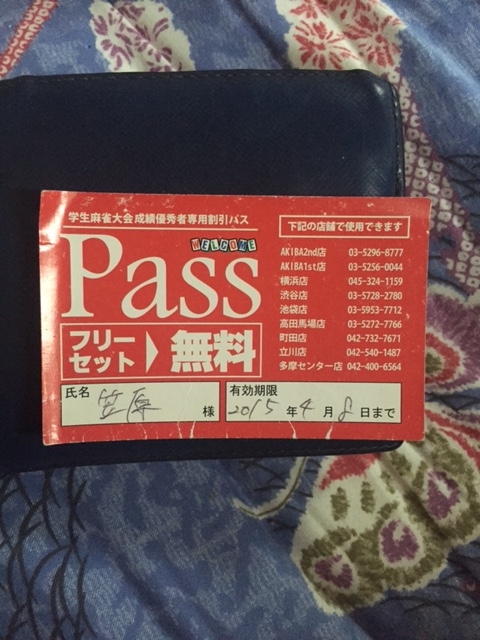 学生麻雀大会成績優秀者専用割引パス
WELCOME
Pass
フリー
セット
無料
氏名
笠原
様
下記の店舗で使用できます
AKIBA2nd店 03-5296-8777
AKIBA1st店 03-5256-0044
横浜店 045-324-1159
渋谷店 03-5728-2780
池袋店 03-5953-7712
高田馬場店 03-5272-7766
町田店 042-732-7671
立川店 042-540-1487
多摩センター店 042-400-6564
有効期限
2015年4月8日まで